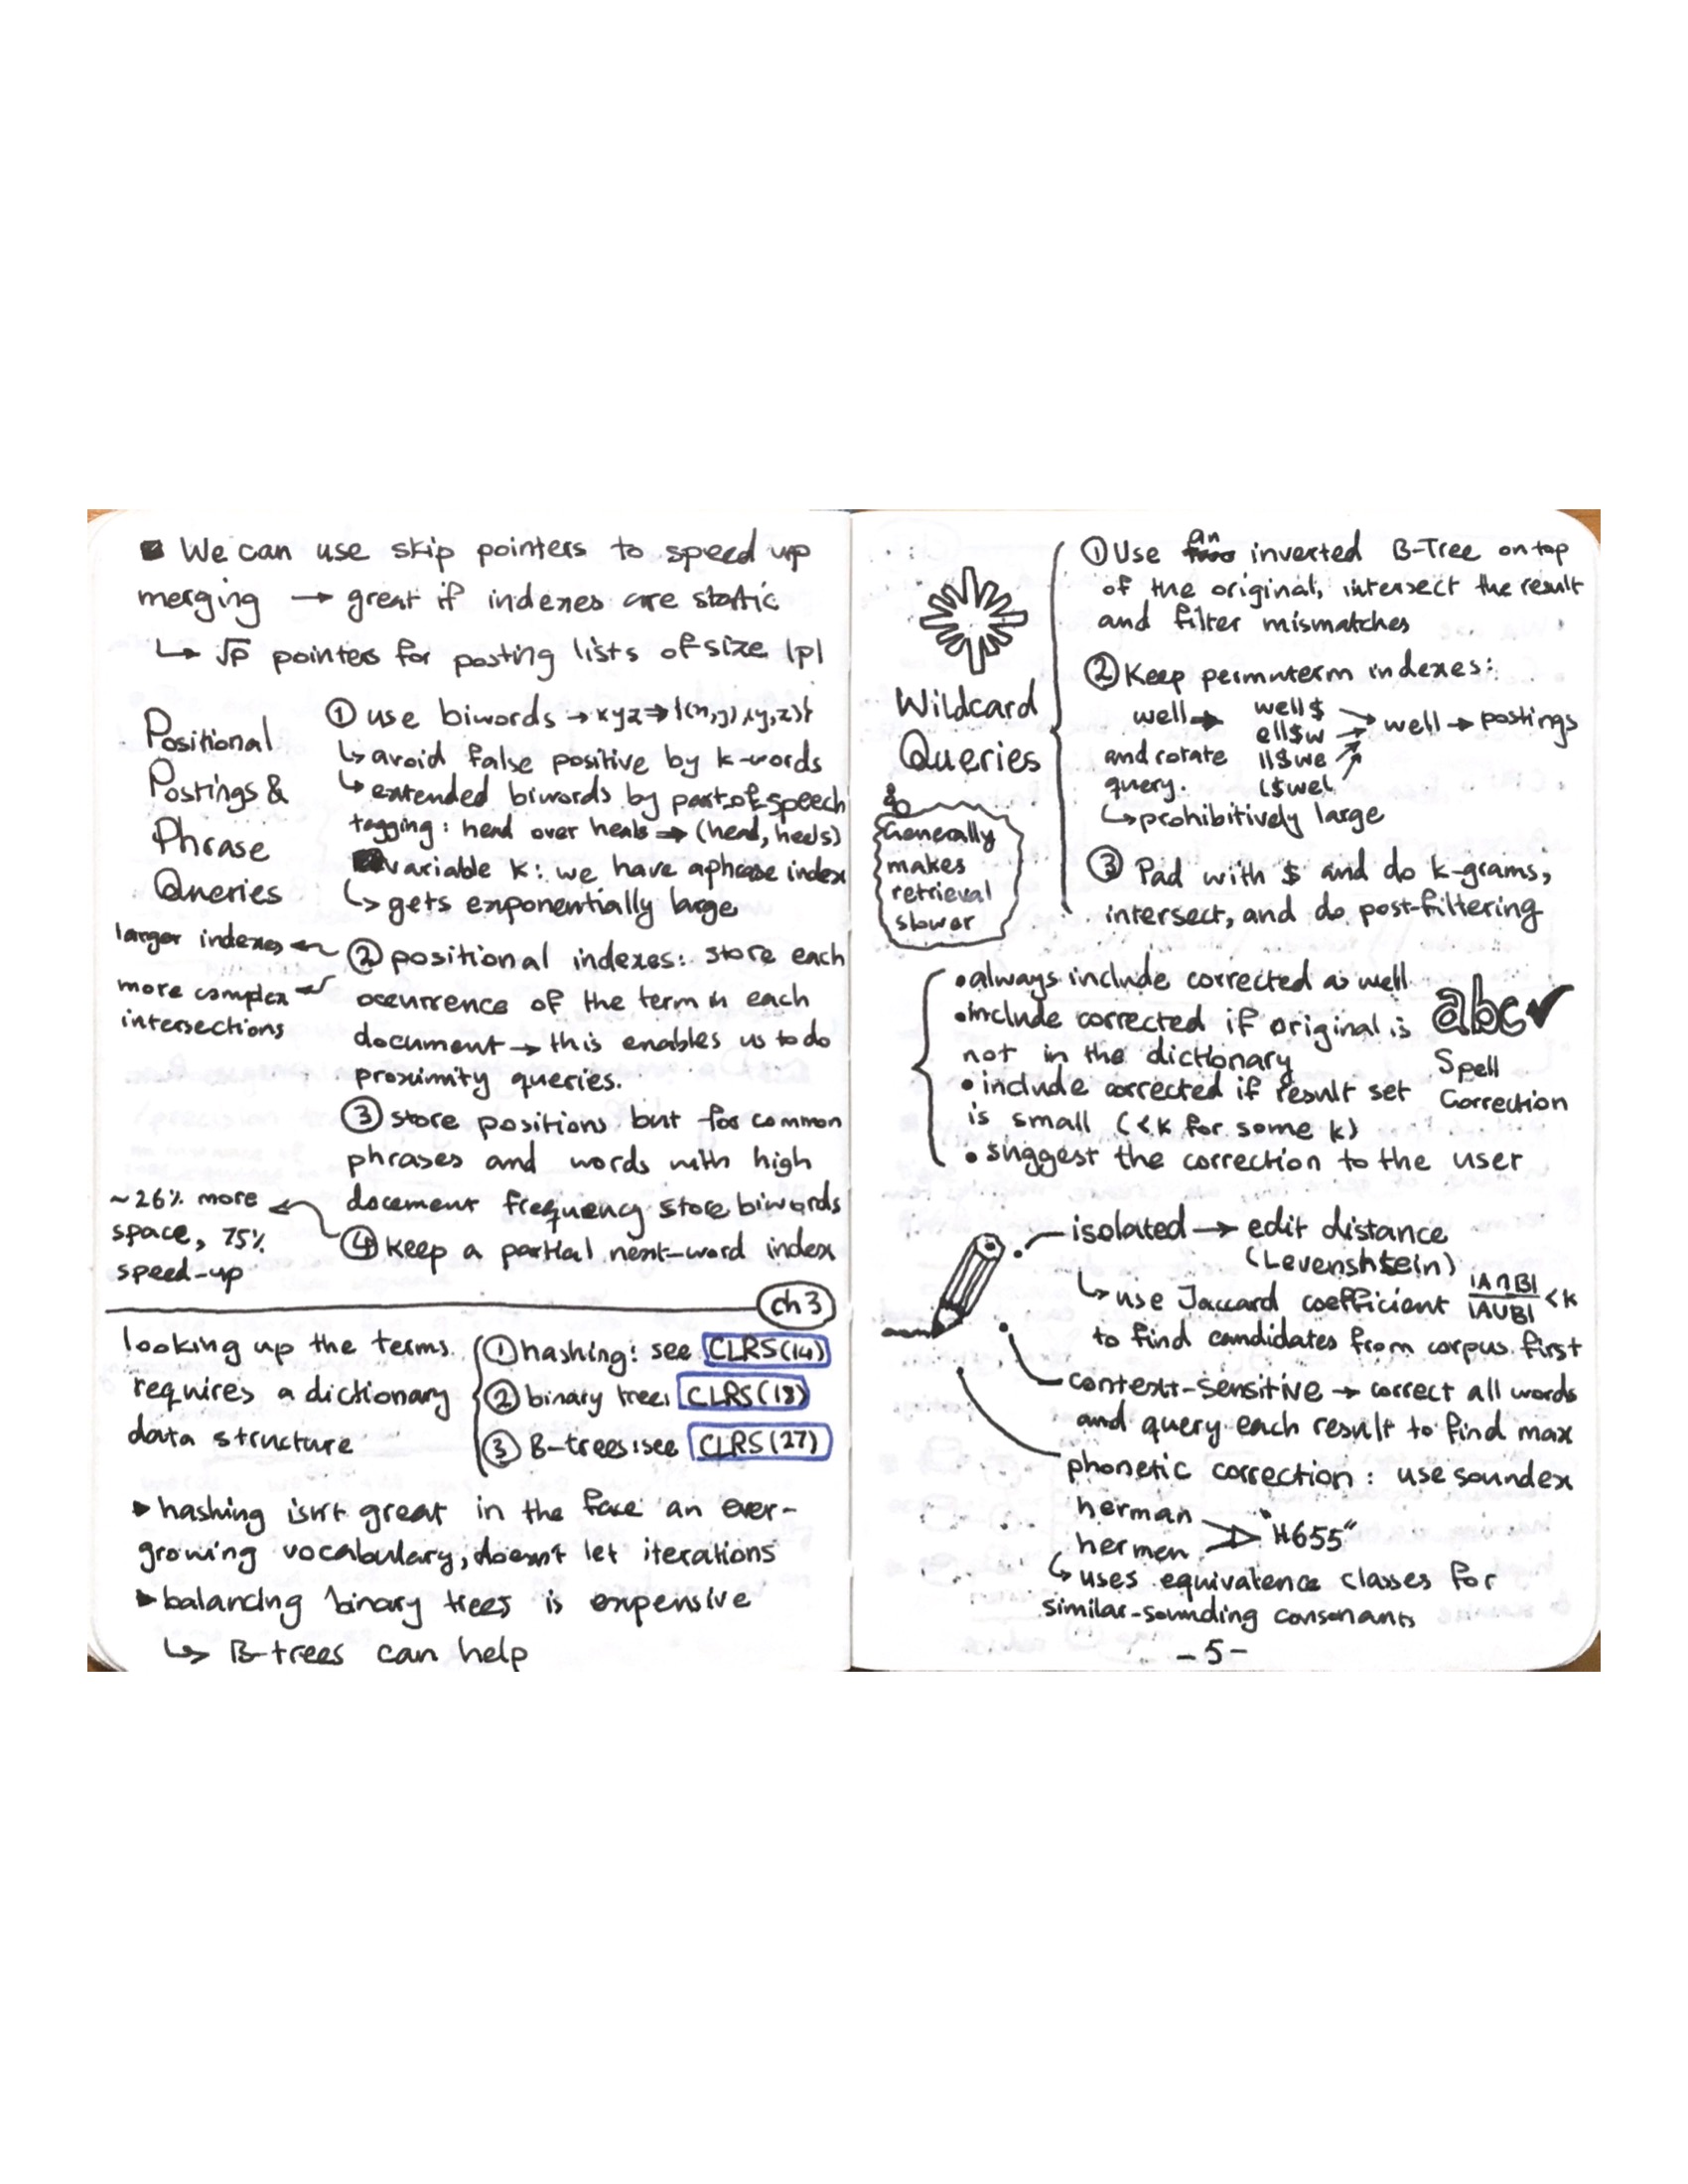 ■ We can use skip pointers to speed up
merging → great if indexes are static
↳ √p pointers for posting lists of size |p|
Positional
Postings &
Phrase
Queries
① use biwords → xyz ⇒ {(x,y),(y,z)}
↳ avoid false positive by k-words
↳ extended biwords by part of speech
tagging: head over heals ⇒ (head, heels)
variable k: we have a phrase index
↳ gets exponentially large
larger indexes
more complex
intersections
② positional indexes: store each
occurrence of the term in each
document → this enables us to do
proximity queries.
③ store positions but for common
phrases and words with high
docement frequency store biwords
~26% more
space, 75%
speed-up
④ keep a partial next-word index
ch 3
looking up the terms
requires a dictionary
data structure
① hashing: see CLRS(14)
② binary tree: CLRS(18)
③ B-trees: see CLRS(27)
▸ hashing isn't great in the face an ever-
growing vocabulary, doesn't let iterations
▸ balancing binary trees is expensive
↳ B-trees can help
Wildcard
Queries
Generally
makes
retrieval
slower
① Use an inverted B-Tree on top
of the original, intersect the result
and filter mismatches
② Keep permuterm indexes:
well → well$ → well → postings
ell$w
and rotate ll$we
query. l$wel
↳ prohibitively large
③ Pad with $ and do k-grams,
intersect, and do post-filtering
• always include corrected as well
• include corrected if original is
not in the dictionary
• include corrected if result set
is small (<k for some k)
• suggest the correction to the user
abc✔
Spell
Correction
isolated → edit distance
(Levenshtein)
↳ use Jaccard coefficient |A∩B|/|A∪B| < k
to find candidates from corpus first
context-sensitive → correct all words
and query each result to find max
phonetic correction: use soundex
herman
hermen
"H655"
↳ uses equivalence classes for
similar-sounding consonants
-5-